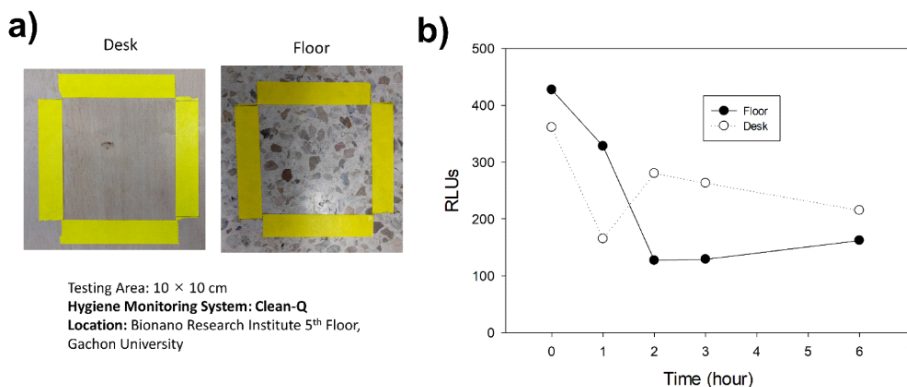 a)
Desk
Floor
Testing Area: 10 × 10 cm
Hygiene Monitoring System: Clean-Q
Location: Bionano Research Institute 5th Floor,
Gachon University
b)
500
400
300
200
100
0
RLUs
Floor
Desk
0 1 2 3 4 5 6
Time (hour)